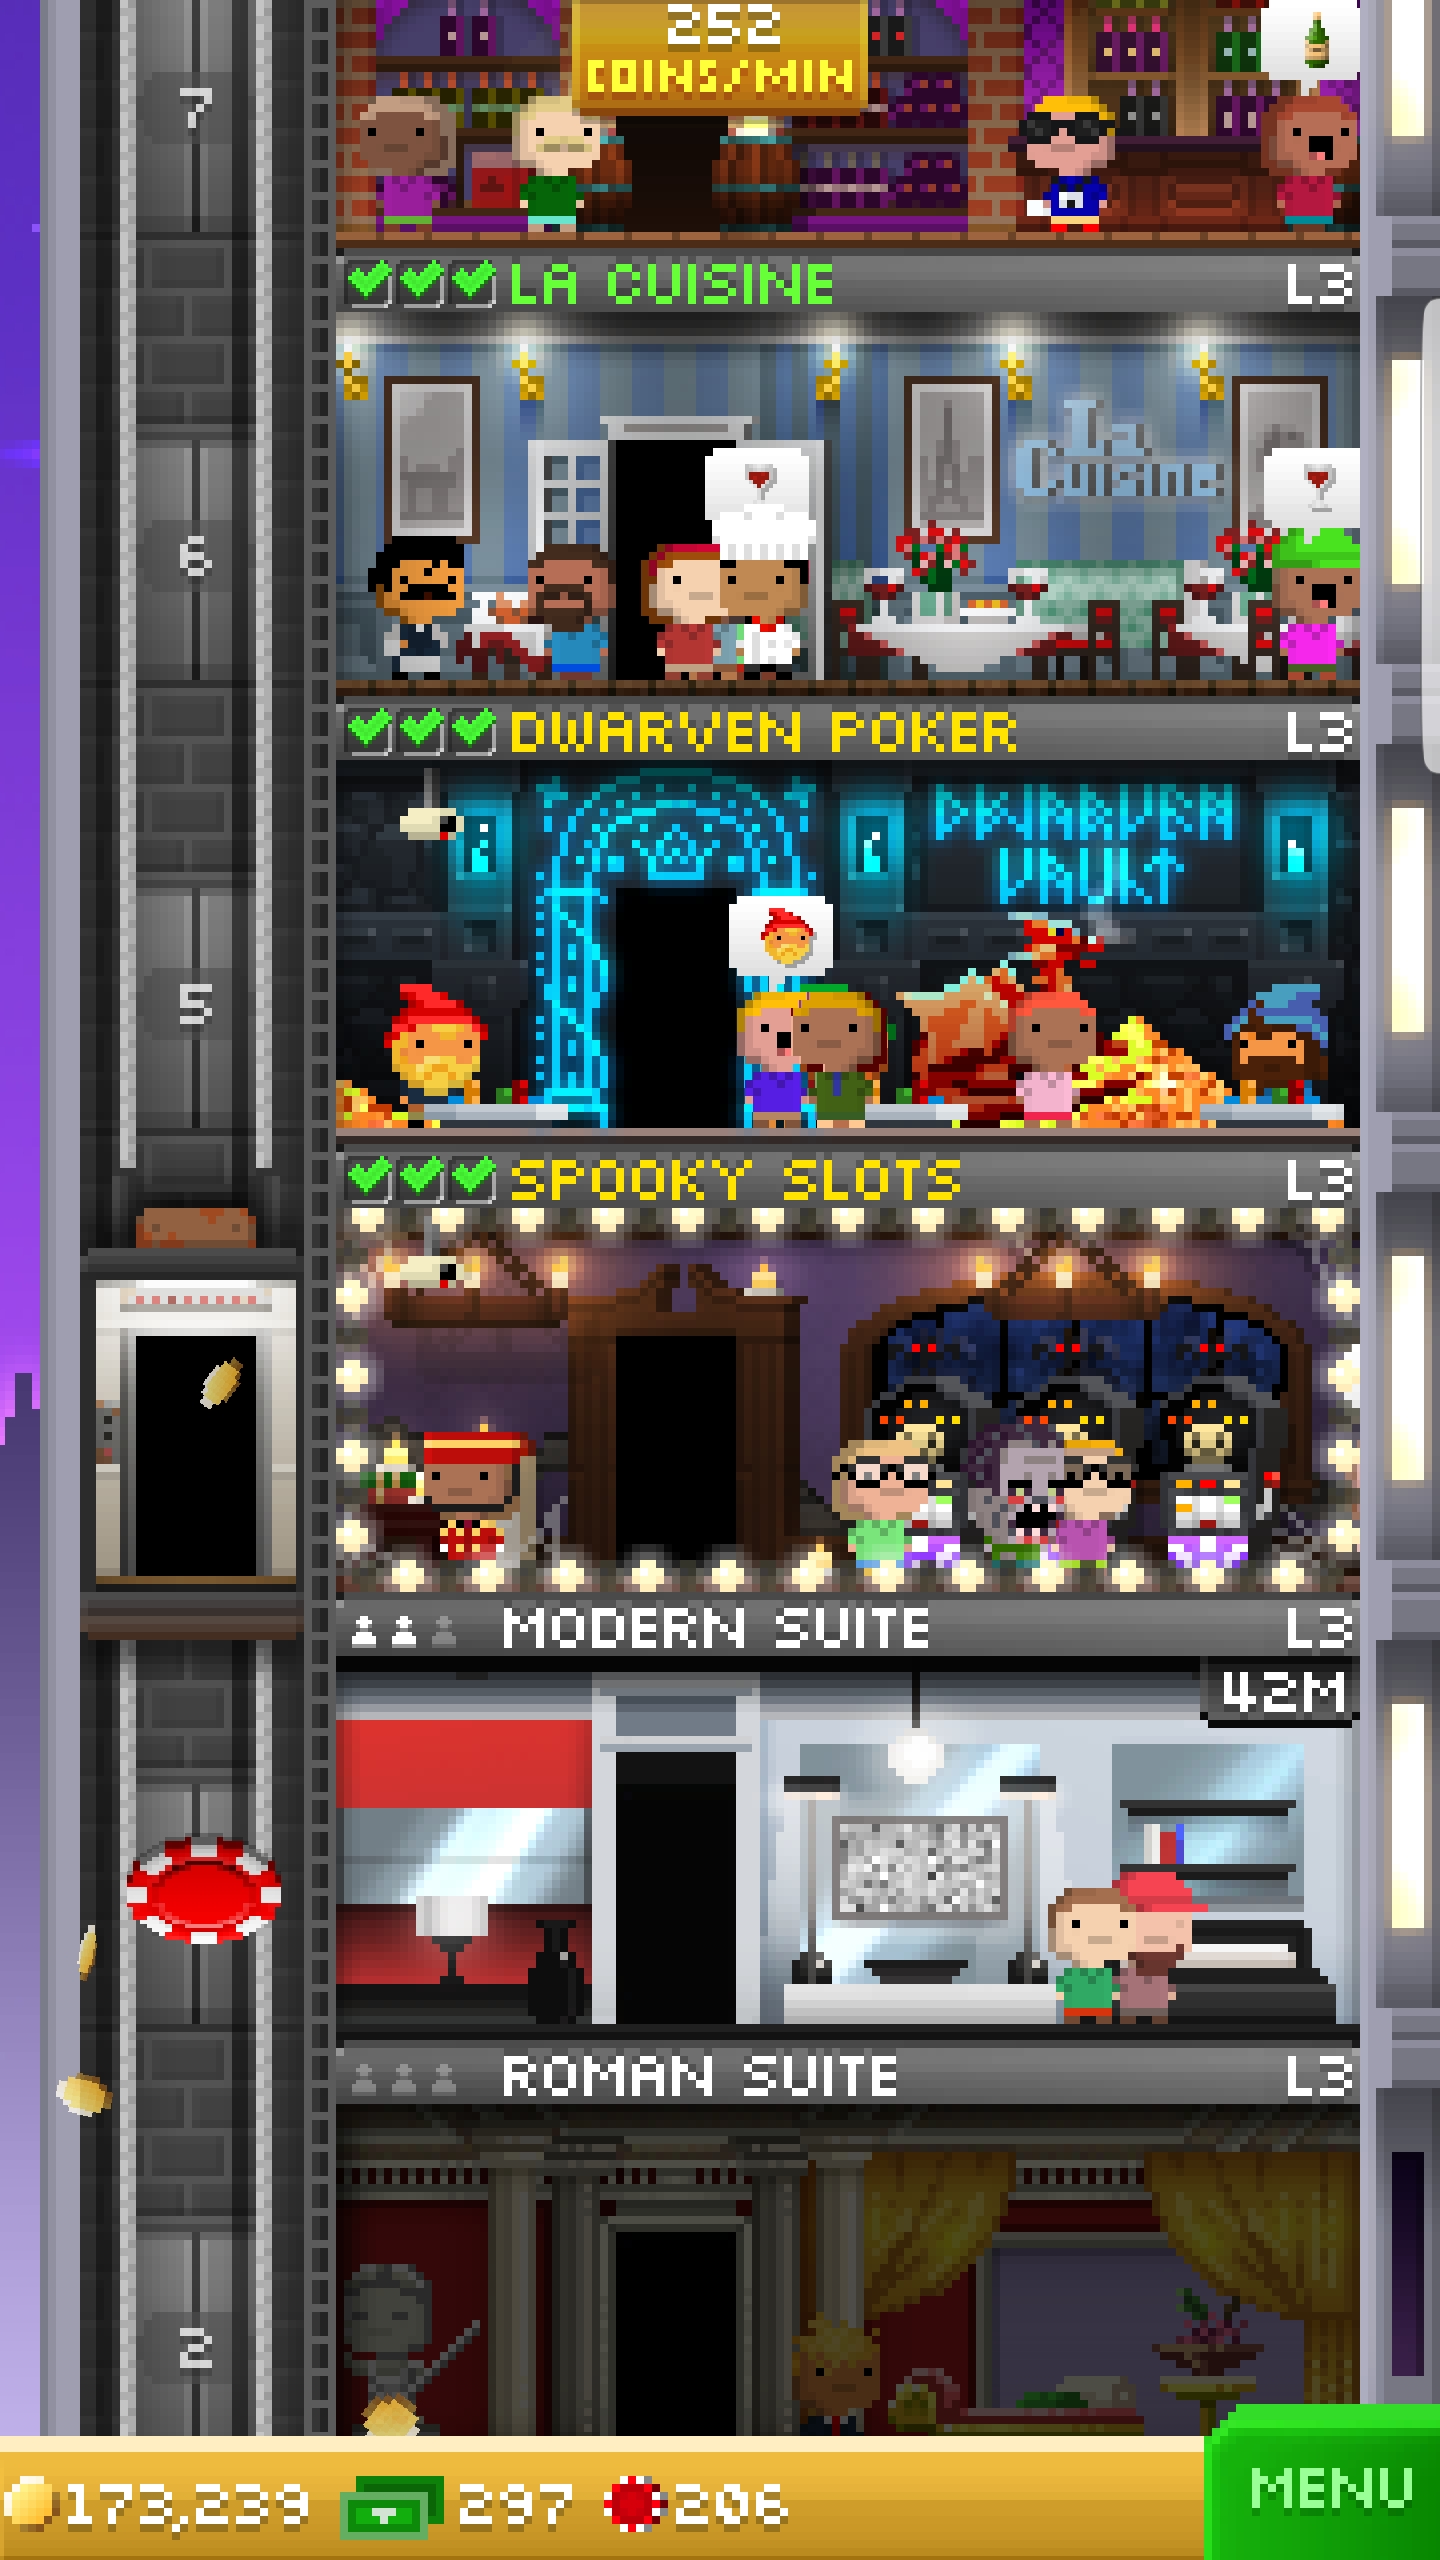 252
COINS/MIN
7
LA CUISINE L3
La
Cuisine
6
DWARVEN POKER L3
DWARVEN
VAULT
5
SPOOKY SLOTS L3
MODERN SUITE L3
42M
ROMAN SUITE L3
2
173,239 297 206
MENU